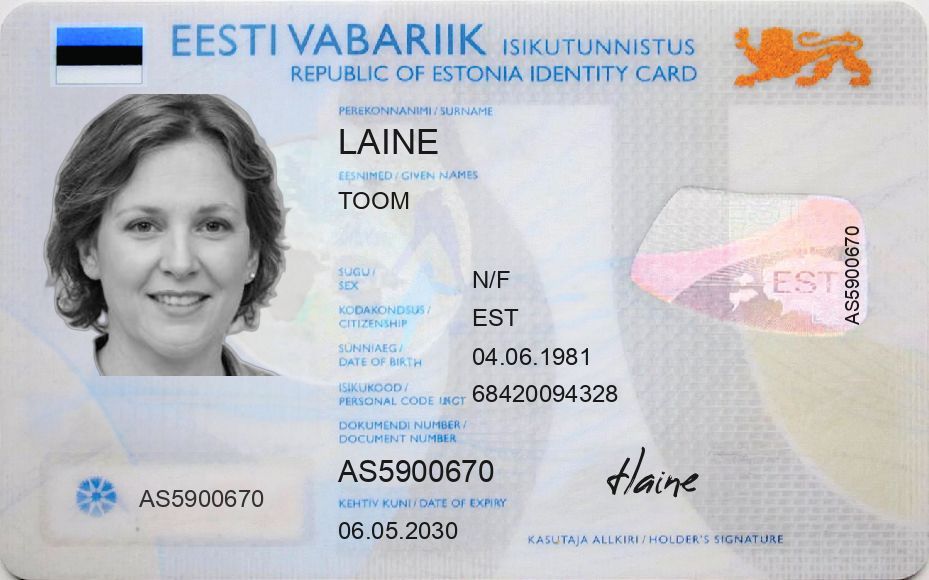 EESTI VABARIIK ISIKUTUNNISTUS
REPUBLIC OF ESTONIA IDENTITY CARD
PEREKONNANIMI / SURNAME
LAINE
EESNIMED / GIVEN NAMES
TOOM
SUGU /
SEX
N/F
KODAKONDSUS /
CITIZENSHIP
EST
SÜNNIAEG /
DATE OF BIRTH
04.06.1981
ISIKUKOOD /
PERSONAL CODE
68420094328
DOKUMENDI NUMBER /
DOCUMENT NUMBER
AS5900670
KEHTIV KUNI / DATE OF EXPIRY
06.05.2030
AS5900670
EST
AS5900670
Hlaine
KASUTAJA ALLKIRI / HOLDER'S SIGNATURE